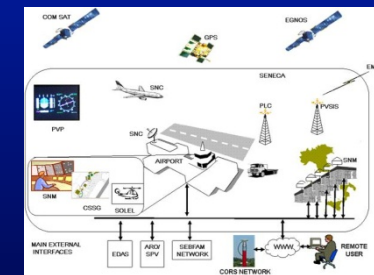 COM SAT
GPS
EGNOS
SENECA
SNC
PLC
PVSIS
PVP
SNC
AIRPORT
SNM
SNM
CSSG
SOLEL
MAIN EXTERNAL
INTERFACES
EDAS
ARO/
SPV
SEBFAM
NETWORK
WWW
REMOTE
USER
CORS NETWORK